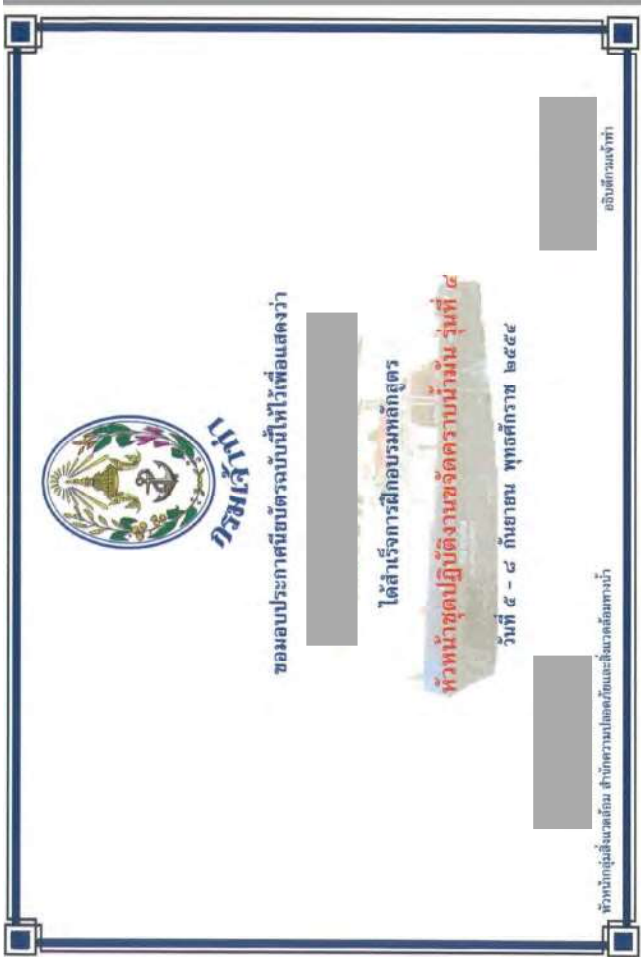 กรมเจ้าท่า
ขอมอบประกาศนียบัตรฉบับนี้ให้ไว้เพื่อแสดงว่า
ได้สำเร็จการฝึกอบรมหลักสูตร
หัวหน้าชุดปฏิบัติงานขจัดคราบน้ำมัน รุ่นที่ ๔
วันที่ ๕ - ๘ กันยายน พุทธศักราช ๒๕๕๔
หัวหน้ากลุ่มสิ่งแวดล้อม สำนักความปลอดภัยและสิ่งแวดล้อมทางน้ำ
อธิบดีกรมเจ้าท่า